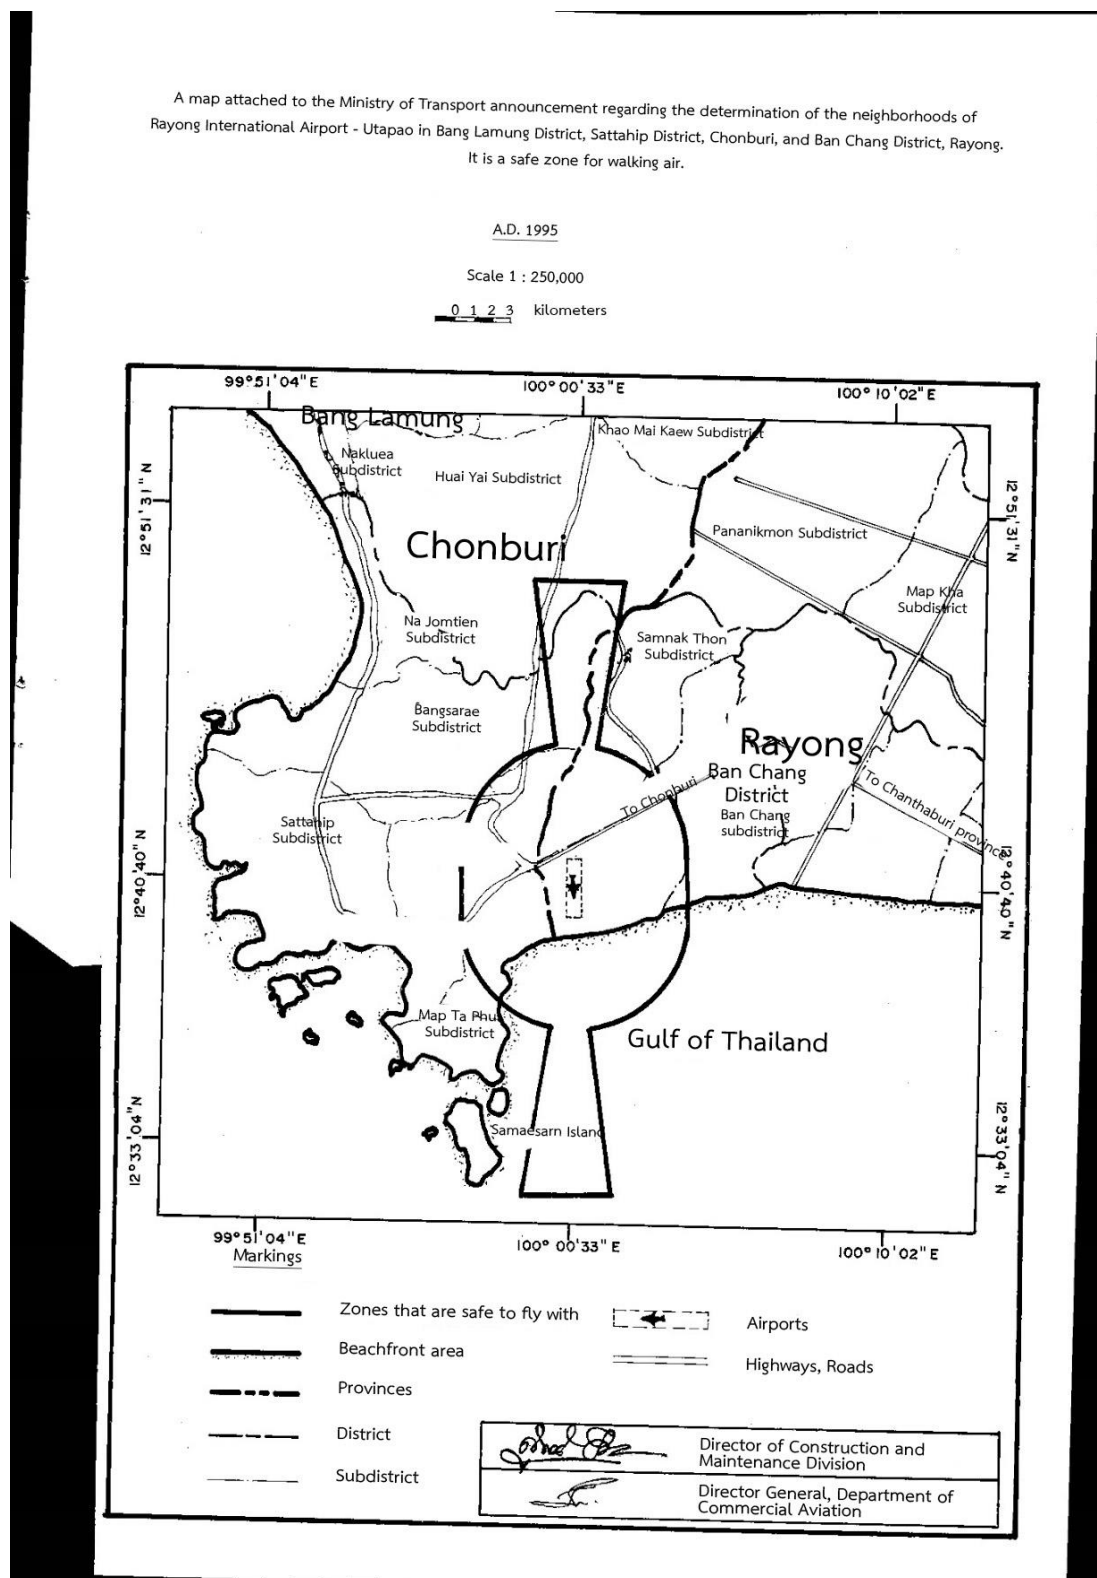 A map attached to the Ministry of Transport announcement regarding the determination of the neighborhoods of
Rayong International Airport - Utapao in Bang Lamung District, Sattahip District, Chonburi, and Ban Chang District, Rayong.
It is a safe zone for walking air.
A.D. 1995
Scale 1 : 250,000
0 1 2 3 kilometers
99°51'04"E
100°00'33"E
100°10'02"E
Bang Lamung
Khao Mai Kaew Subdistrict
Nakluea
Subdistrict
Huai Yai Subdistrict
12°51'31"N
12°51'31"N
Pananikmon Subdistrict
Chonburi
Map Kha
Subdistrict
Na Jomtien
Subdistrict
Samnak Thon
Subdistrict
Bangsarae
Subdistrict
Rayong
Ban Chang
District
To Chonburi
To Chanthaburi province
Ban Chang
subdistrict
Sattahip
Subdistrict
12°40'40"N
12°40'40"N
Map Ta Phu
Subdistrict
Gulf of Thailand
Samaesarn Island
12°33'04"N
12°33'04"N
99°51'04"E
100°00'33"E
100°10'02"E
Markings
Zones that are safe to fly with
Airports
Beachfront area
Highways, Roads
Provinces
District
Subdistrict
Director of Construction and
Maintenance Division
Director General, Department of
Commercial Aviation